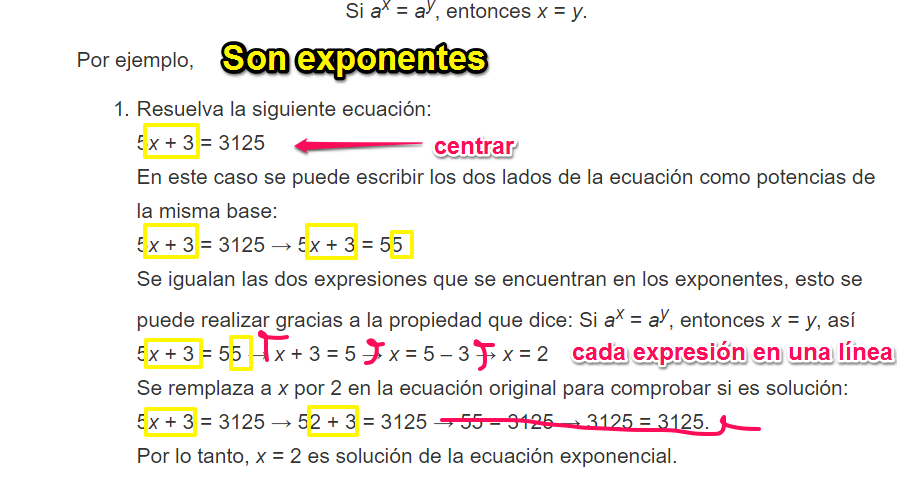 Si aˣ = aʸ, entonces x = y.
Por ejemplo, Son exponentes
1. Resuelva la siguiente ecuación:
5x + 3 = 3125 centrar
En este caso se puede escribir los dos lados de la ecuación como potencias de
la misma base:
5x + 3 = 3125 → 5x + 3 = 55
Se igualan las dos expresiones que se encuentran en los exponentes, esto se
puede realizar gracias a la propiedad que dice: Si aˣ = aʸ, entonces x = y, así
5x + 3 = 55 → x + 3 = 5 → x = 5 – 3 → x = 2 cada expresión en una línea
Se remplaza a x por 2 en la ecuación original para comprobar si es solución:
5x + 3 = 3125 → 52 + 3 = 3125 → 55 = 3125 → 3125 = 3125.
Por lo tanto, x = 2 es solución de la ecuación exponencial.